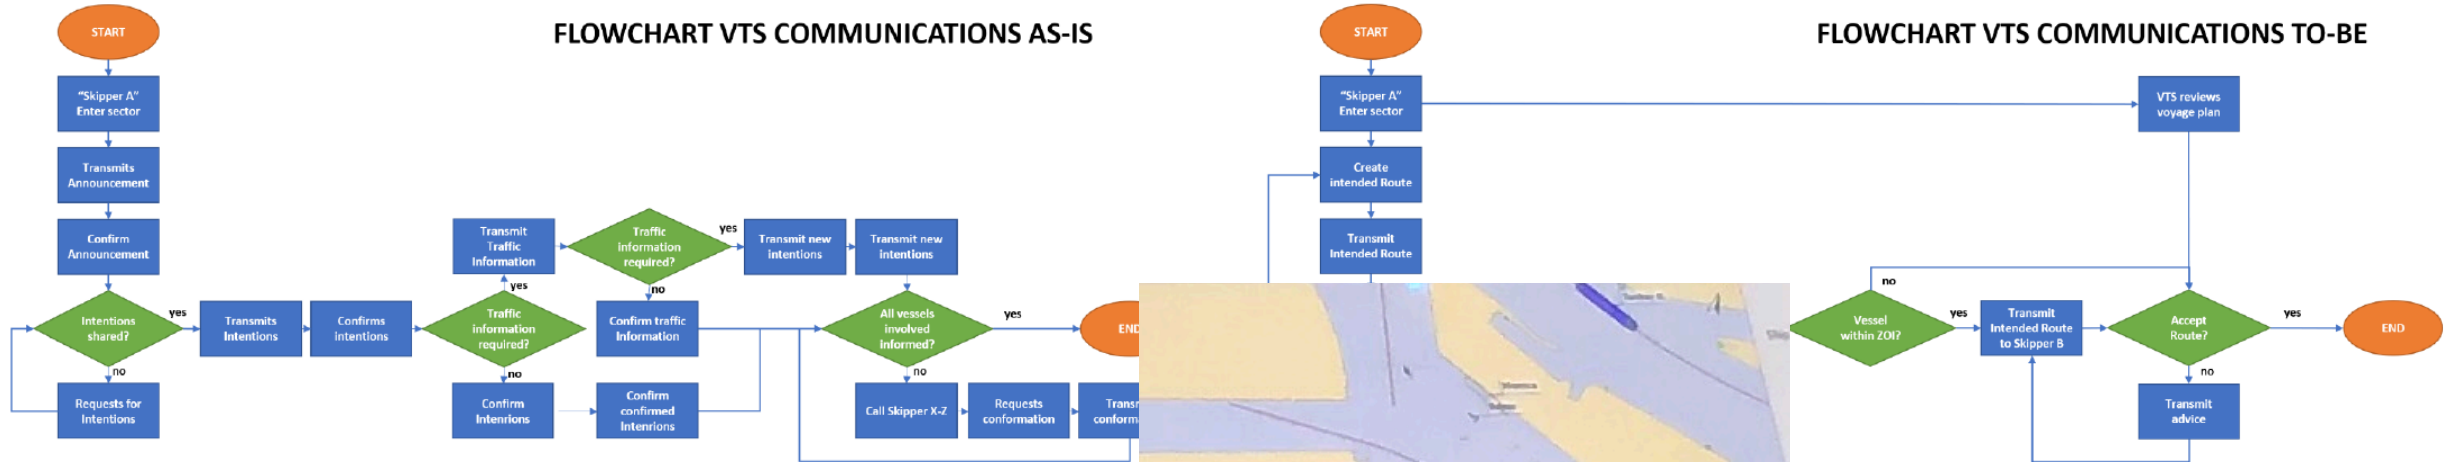 FLOWCHART VTS COMMUNICATIONS AS-IS
START
"Skipper A"
Enter sector
Transmits
Announcement
Confirm
Announcement
Intentions
shared?
yes
no
Requests for
Intentions
Transmits
Intentions
Confirms
intentions
Traffic
information
required?
yes
no
Transmit
Traffic
Information
Traffic
information
required?
yes
no
Transmit new
intentions
Transmit new
intentions
Confirm traffic
Information
Confirm
Intenrions
Confirm
confirmed
Intenrions
All vessels
involved
informed?
yes
no
END
Call Skipper X-Z
Requests
conformation
Transm
conform
FLOWCHART VTS COMMUNICATIONS TO-BE
START
"Skipper A"
Enter sector
VTS reviews
voyage plan
Create
intended Route
Transmit
Intended Route
Vessel
within ZOI?
no
yes
Transmit
Intended Route
to Skipper B
Accept
Route?
yes
no
END
Transmit
advice